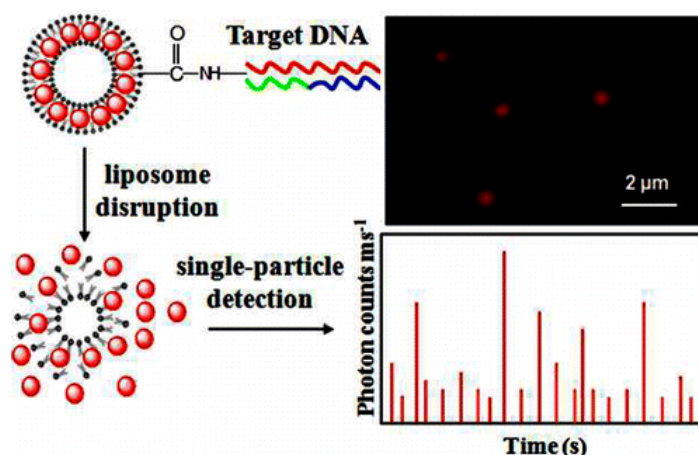 Target DNA
O
C
NH
2 µm
liposome
disruption
single-particle
detection
Photon counts ms⁻¹
Time (s)